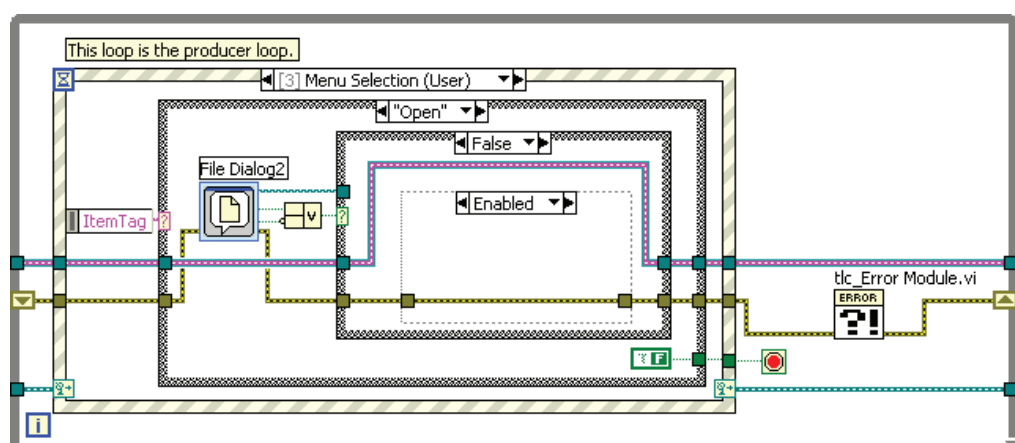 This loop is the producer loop.
[3] Menu Selection (User)
"Open"
False
File Dialog2
Enabled
ItemTag
v
?
?
tlc_Error Module.vi
ERROR
?!
F
i